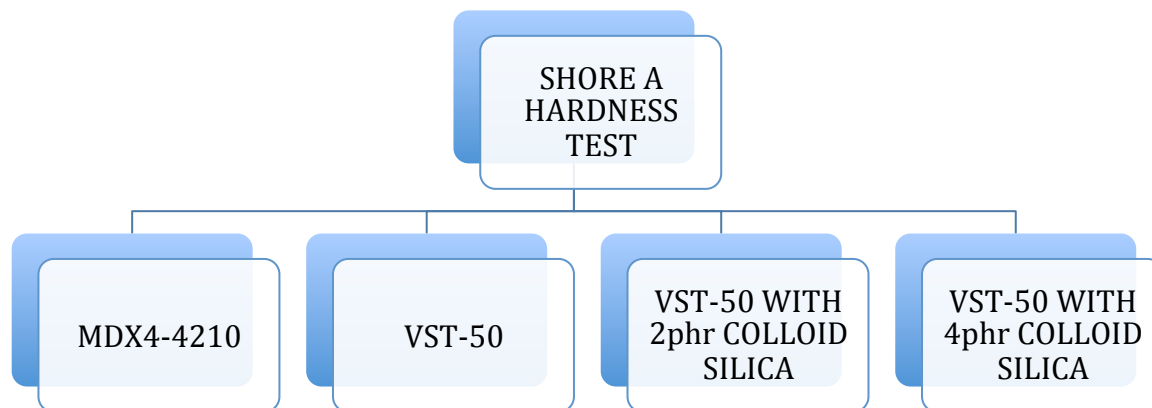 SHORE A
HARDNESS
TEST
MDX4-4210
VST-50
VST-50 WITH
2phr COLLOID
SILICA
VST-50 WITH
4phr COLLOID
SILICA